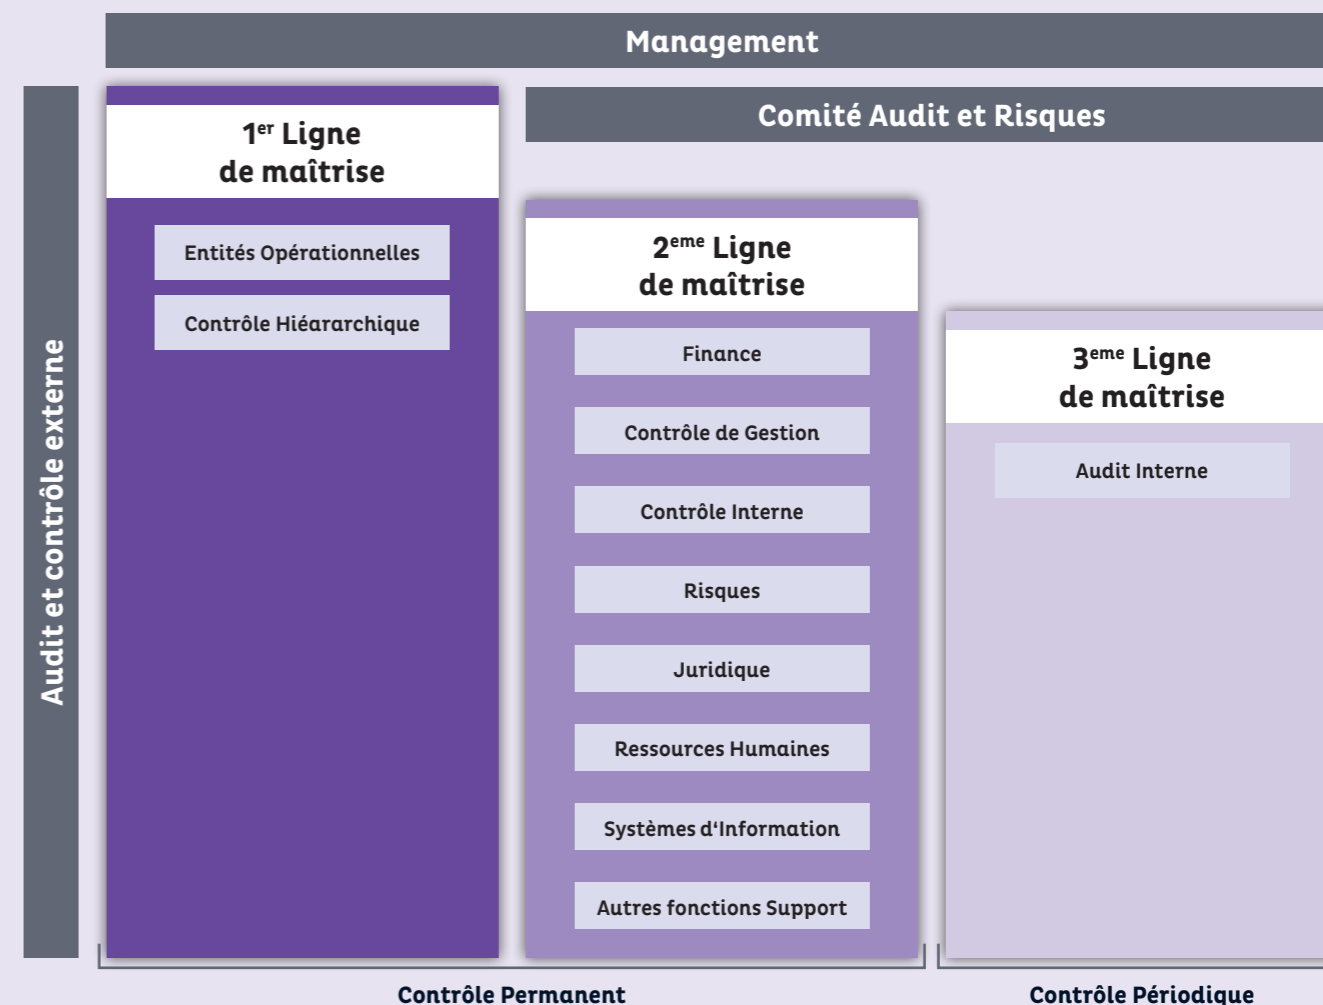 Management
Audit et contrôle externe
1er Ligne
de maîtrise
Entités Opérationnelles
Contrôle Hiéararchique
Comité Audit et Risques
2eme Ligne
de maîtrise
Finance
Contrôle de Gestion
Contrôle Interne
Risques
Juridique
Ressources Humaines
Systèmes d‘Information
Autres fonctions Support
3eme Ligne
de maîtrise
Audit Interne
Contrôle Permanent
Contrôle Périodique